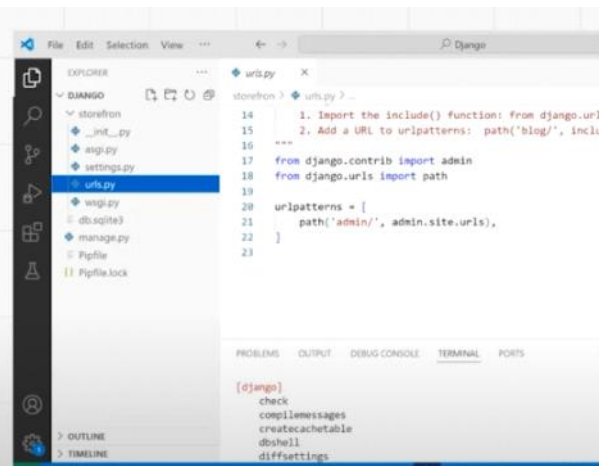 File Edit Selection View ··· Django
EXPLORER ···
DJANGO
storefron
__init__.py
asgi.py
settings.py
urls.py
wsgi.py
db.sqlite3
manage.py
Pipfile
Pipfile.lock
OUTLINE
TIMELINE
urls.py
storefron > urls.py > ...
14 1. Import the include() function: from django.url
15 2. Add a URL to urlpatterns: path('blog/', inclu
16 """
17 from django.contrib import admin
18 from django.urls import path
19
20 urlpatterns = [
21 path('admin/', admin.site.urls),
22 ]
23
PROBLEMS OUTPUT DEBUG CONSOLE TERMINAL PORTS
[django]
check
compilemessages
createcachetable
dbshell
diffsettings